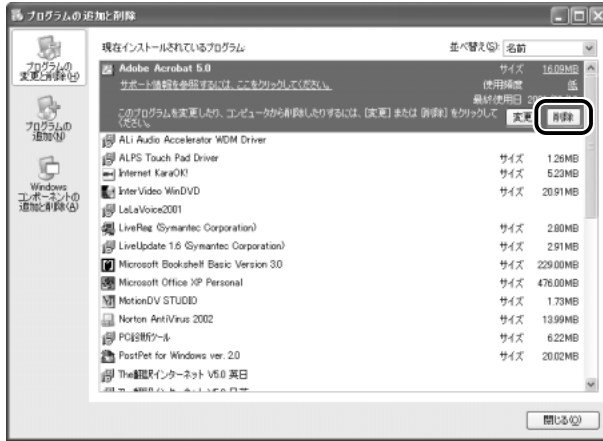 プログラムの追加と削除
プログラムの
変更と削除(H)
プログラムの
追加(N)
Windows
コンポーネントの
追加と削除(A)
現在インストールされているプログラム:
並べ替え(S): 名前
Adobe Acrobat 5.0 サイズ 16.09MB
サポート情報を参照するには、ここをクリックしてください。 使用頻度 低
最終使用日
このプログラムを変更したり、コンピュータから削除したりするには、[変更] または [削除] をクリックして
ください。
変更 削除
ALi Audio Accelerator WDM Driver
ALPS Touch Pad Driver サイズ 1.26MB
Internet KaraOK! サイズ 5.23MB
InterVideo WinDVD サイズ 20.91MB
LaLaVoice2001
LiveReg (Symantec Corporation) サイズ 2.80MB
LiveUpdate 1.6 (Symantec Corporation) サイズ 2.91MB
Microsoft Bookshelf Basic Version 3.0 サイズ 229.00MB
Microsoft Office XP Personal サイズ 476.00MB
MotionDV STUDIO サイズ 1.73MB
Norton AntiVirus 2002 サイズ 13.99MB
PC診断ツール サイズ 6.22MB
PostPet for Windows ver. 2.0 サイズ 20.02MB
The翻訳インターネット V5.0 英日
閉じる(O)